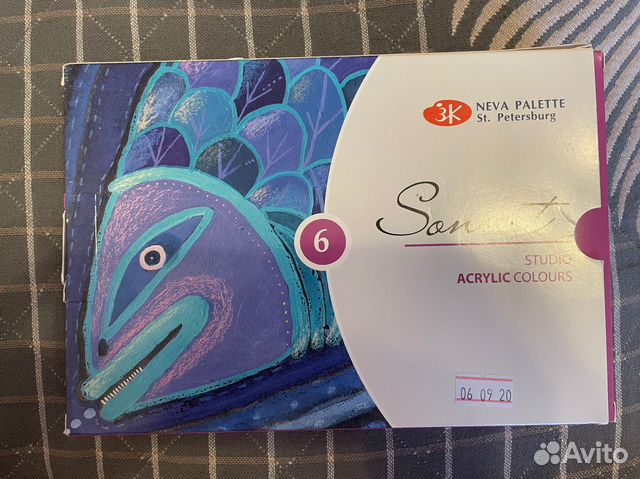 ЗК
NEVA PALETTE
St. Petersburg
6
STUDIO
ACRYLIC COLOURS
06 09 20
Avito